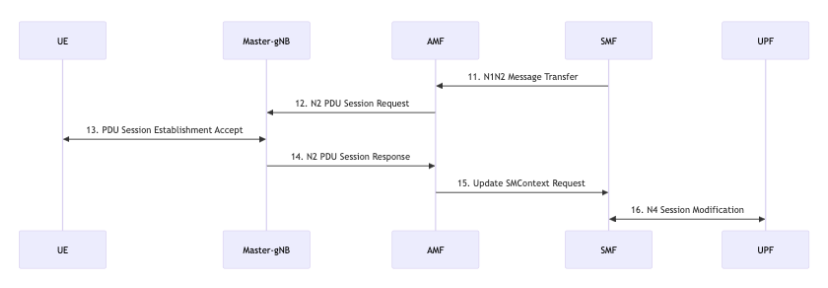 UE Master-gNB AMF SMF UPF
11. N1N2 Message Transfer
12. N2 PDU Session Request
13. PDU Session Establishment Accept
14. N2 PDU Session Response
15. Update SMContext Request
16. N4 Session Modification
UE Master-gNB AMF SMF UPF